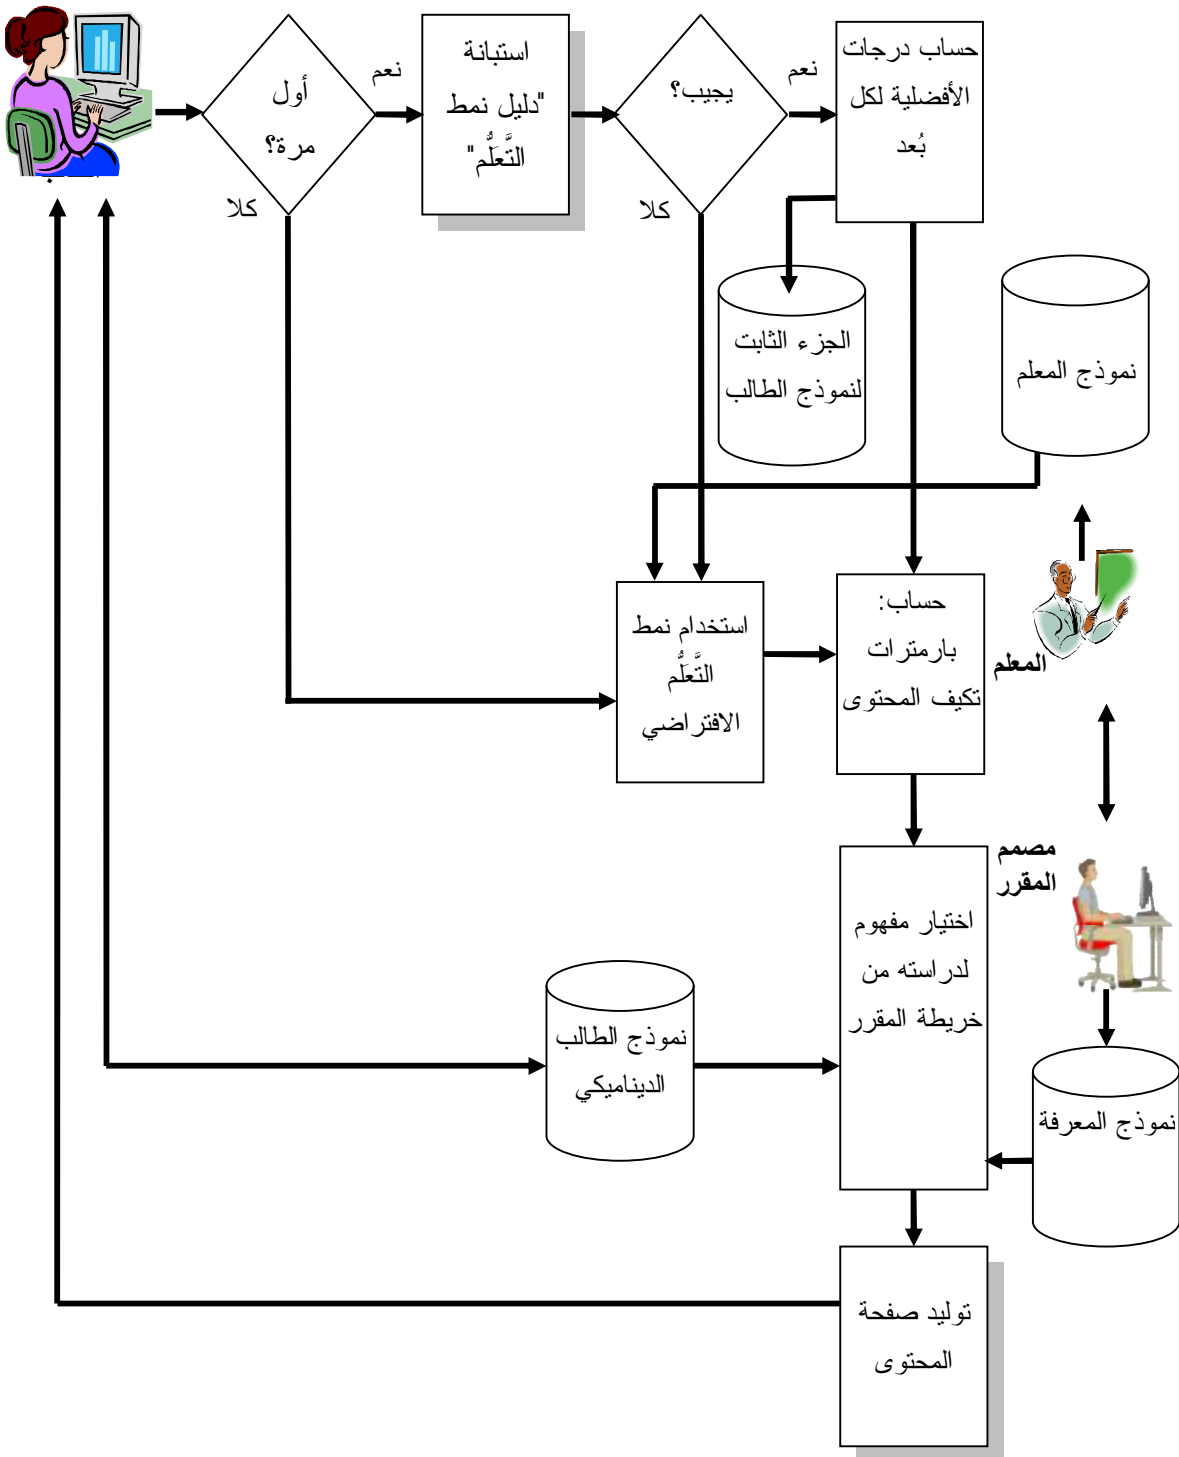 أول
مرة؟
نعم
كلا
استبانة
"دليل نمط
التَّعَلُّم"
يجيب؟
نعم
كلا
حساب درجات
الأفضلية لكل
بُعد
الجزء الثابت
لنموذج الطالب
نموذج المعلم
استخدام نمط
التَّعَلُّم
الافتراضي
حساب:
بارمترات
تكيف المحتوى
المعلم
مصمم
المقرر
اختيار مفهوم
لدراسته من
خريطة المقرر
نموذج الطالب
الديناميكي
نموذج المعرفة
توليد صفحة
المحتوى